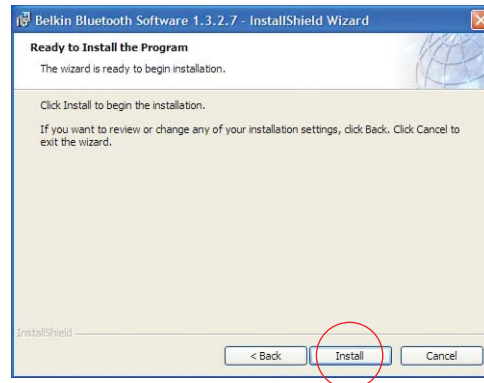 Belkin Bluetooth Software 1.3.2.7 - InstallShield Wizard
Ready to Install the Program
The wizard is ready to begin installation.
Click Install to begin the installation.
If you want to review or change any of your installation settings, click Back. Click Cancel to
exit the wizard.
InstallShield
< Back Install Cancel